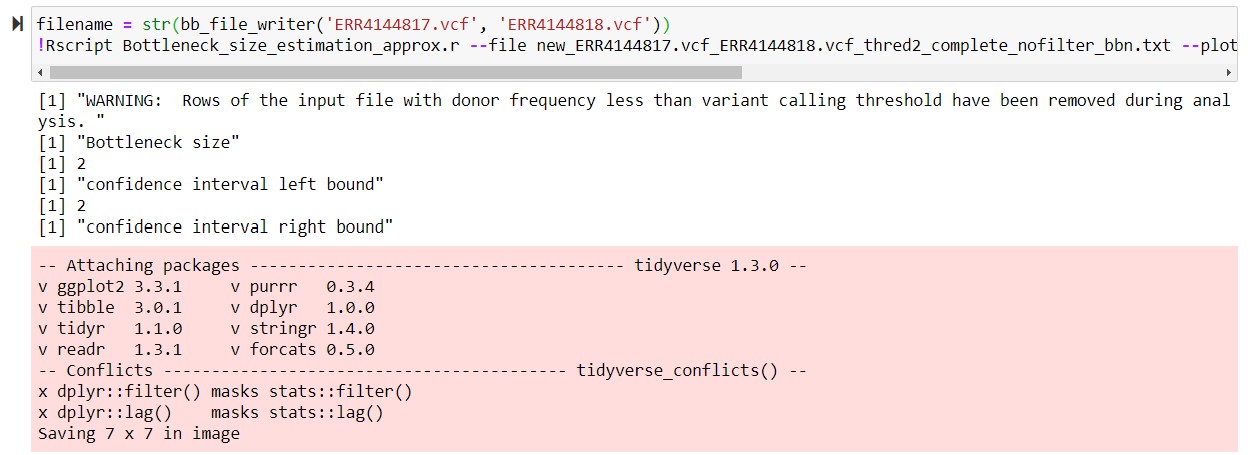 filename = str(bb_file_writer('ERR4144817.vcf', 'ERR4144818.vcf'))
!Rscript Bottleneck_size_estimation_approx.r --file new_ERR4144817.vcf_ERR4144818.vcf_thred2_complete_nofilter_bbn.txt --plot
[1] "WARNING:  Rows of the input file with donor frequency less than variant calling threshold have been removed during anal
ysis. "
[1] "Bottleneck size"
[1] 2
[1] "confidence interval left bound"
[1] 2
[1] "confidence interval right bound"
-- Attaching packages --------------------------------------- tidyverse 1.3.0 --
v ggplot2 3.3.1     v purrr   0.3.4
v tibble  3.0.1     v dplyr   1.0.0
v tidyr   1.1.0     v stringr 1.4.0
v readr   1.3.1     v forcats 0.5.0
-- Conflicts ------------------------------------------ tidyverse_conflicts() --
x dplyr::filter() masks stats::filter()
x dplyr::lag()    masks stats::lag()
Saving 7 x 7 in image